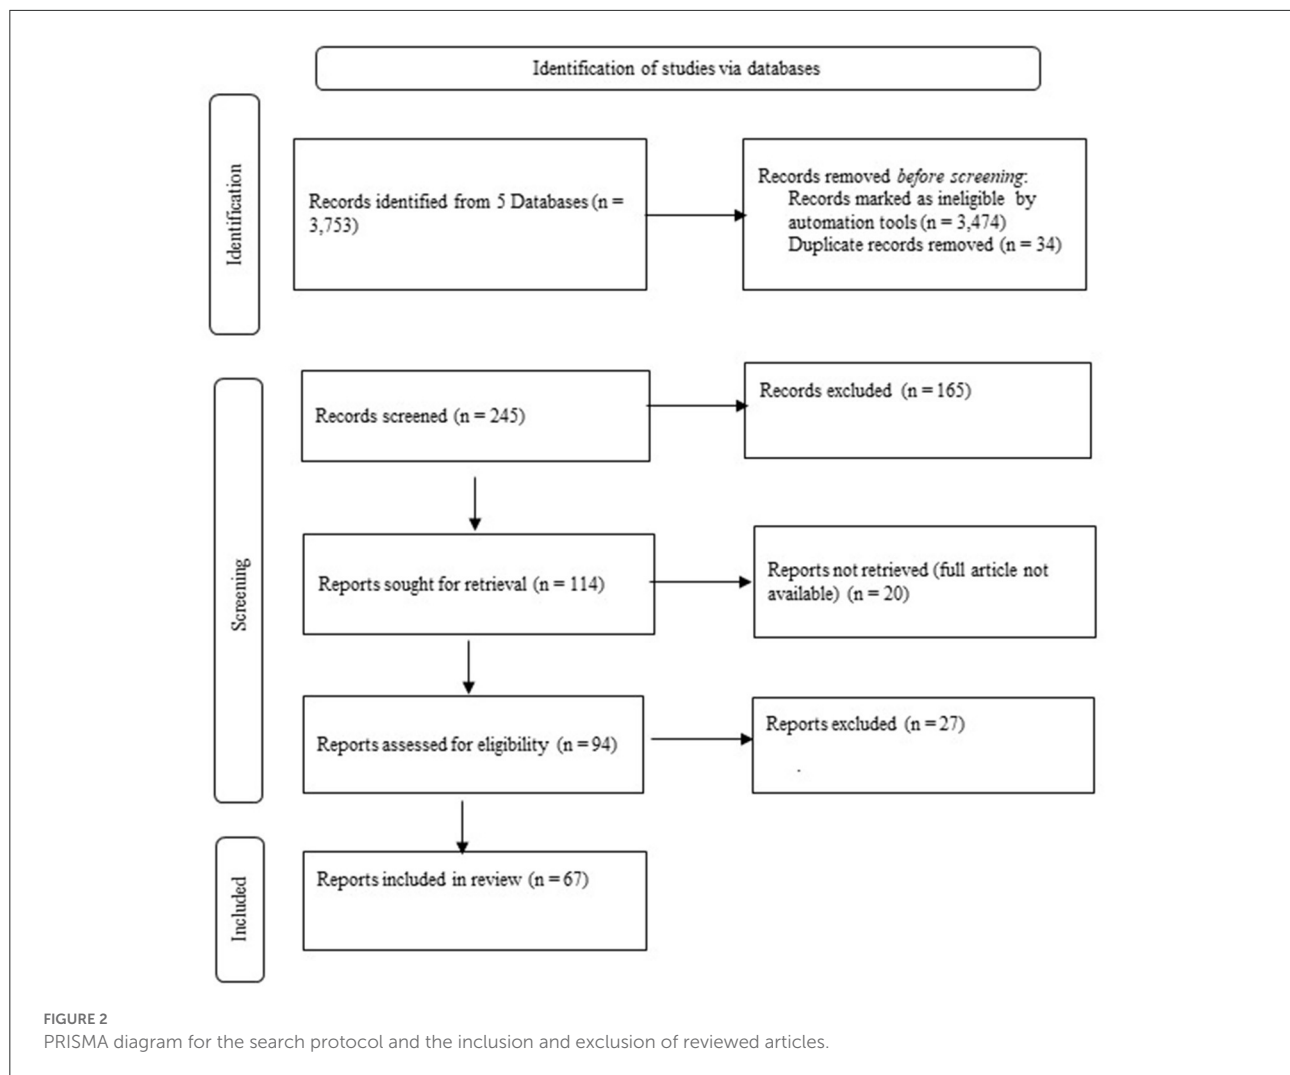 Identification of studies via databases
Identification
Records identified from 5 Databases (n =
3,753)
Records removed before screening:
Records marked as ineligible by
automation tools (n = 3,474)
Duplicate records removed (n = 34)
Screening
Records screened (n = 245)
Records excluded (n = 165)
Reports sought for retrieval (n = 114)
Reports not retrieved (full article not
available) (n = 20)
Reports assessed for eligibility (n = 94)
Reports excluded (n = 27)
.
Included
Reports included in review (n = 67)
FIGURE 2
PRISMA diagram for the search protocol and the inclusion and exclusion of reviewed articles.